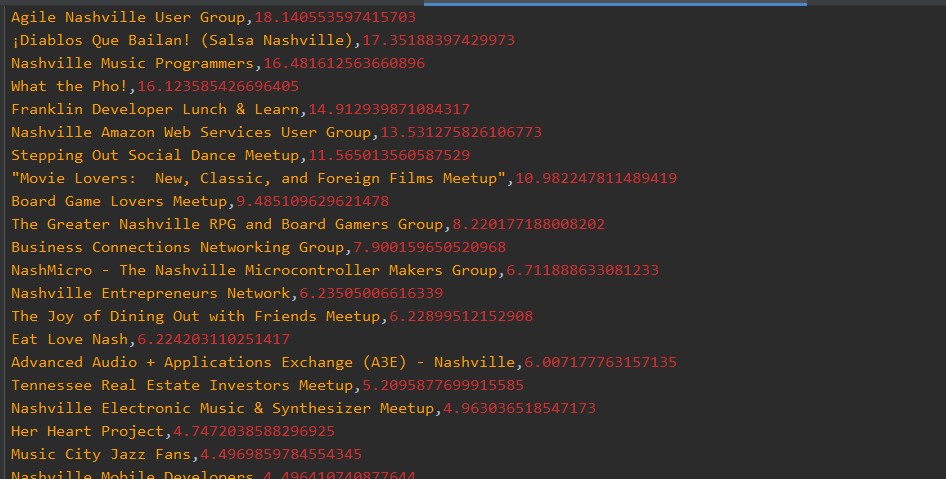 Agile Nashville User Group,18.140553597415703
¡Diablos Que Bailan! (Salsa Nashville),17.35188397429973
Nashville Music Programmers,16.481612563660896
What the Pho!,16.123585426696405
Franklin Developer Lunch & Learn,14.912939871084317
Nashville Amazon Web Services User Group,13.531275826106773
Stepping Out Social Dance Meetup,11.565013560587529
"Movie Lovers:  New, Classic, and Foreign Films Meetup",10.982247811489419
Board Game Lovers Meetup,9.485109629621478
The Greater Nashville RPG and Board Gamers Group,8.220177188008202
Business Connections Networking Group,7.900159650520968
NashMicro - The Nashville Microcontroller Makers Group,6.711888633081233
Nashville Entrepreneurs Network,6.23505006616339
The Joy of Dining Out with Friends Meetup,6.22899512152908
Eat Love Nash,6.224203110251417
Advanced Audio + Applications Exchange (A3E) - Nashville,6.007177763157135
Tennessee Real Estate Investors Meetup,5.2095877699915585
Nashville Electronic Music & Synthesizer Meetup,4.963036518547173
Her Heart Project,4.7472038588296925
Music City Jazz Fans,4.4969859784554345
Nashville Mobile Developers,4.496410740877644